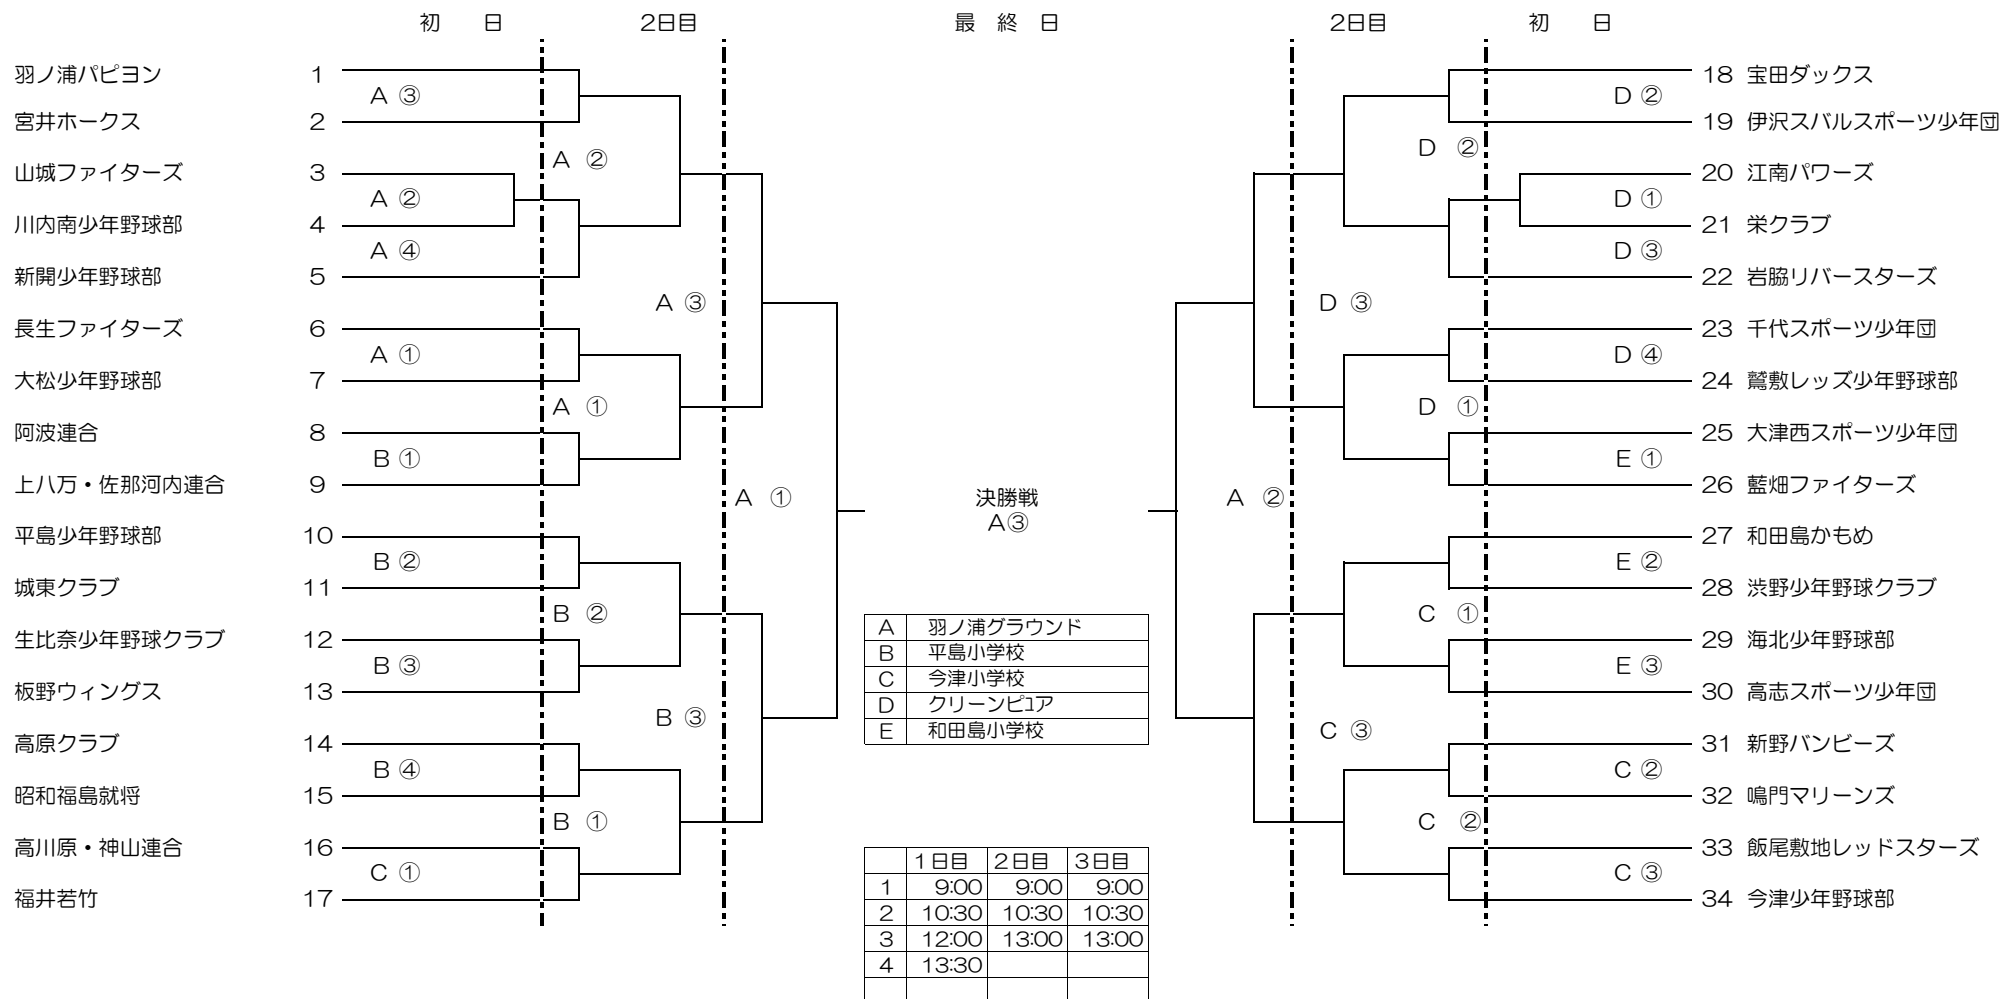 初 日 2日目 最 終 日 2日目 初 日
羽ノ浦パピヨン 1 18 宝田ダックス
A ③ D ②
宮井ホークス 2 19 伊沢スバルスポーツ少年団
A ② D ②
山城ファイターズ 3 20 江南パワーズ
A ② D ①
川内南少年野球部 4 21 栄クラブ
A ④ D ③
新開少年野球部 5 22 岩脇リバースターズ
A ③ D ③
長生ファイターズ 6 23 千代スポーツ少年団
A ① D ④
大松少年野球部 7 24 鷲敷レッズ少年野球部
A ① D ①
阿波連合 8 25 大津西スポーツ少年団
B ① E ①
上八万・佐那河内連合 9 26 藍畑ファイターズ
A ① 決勝戦 A ②
A③
平島少年野球部 10 27 和田島かもめ
B ② E ②
城東クラブ 11 28 渋野少年野球クラブ
B ② C ①
A 羽ノ浦グラウンド
生比奈少年野球クラブ 12 29 海北少年野球部
B 平島小学校
B ③ E ③
C 今津小学校
板野ウィングス 13 30 高志スポーツ少年団
D クリーンピュア
B ③ C ③
E 和田島小学校
高原クラブ 14 31 新野バンビーズ
B ④ C ②
昭和福島就将 15 32 鳴門マリーンズ
B ① C ②
高川原・神山連合 16 33 飯尾敷地レッドスターズ
C ① C ③
福井若竹 17 34 今津少年野球部
1日目 2日目 3日目
1 9:00 9:00 9:00
2 10:30 10:30 10:30
3 12:00 13:00 13:00
4 13:30